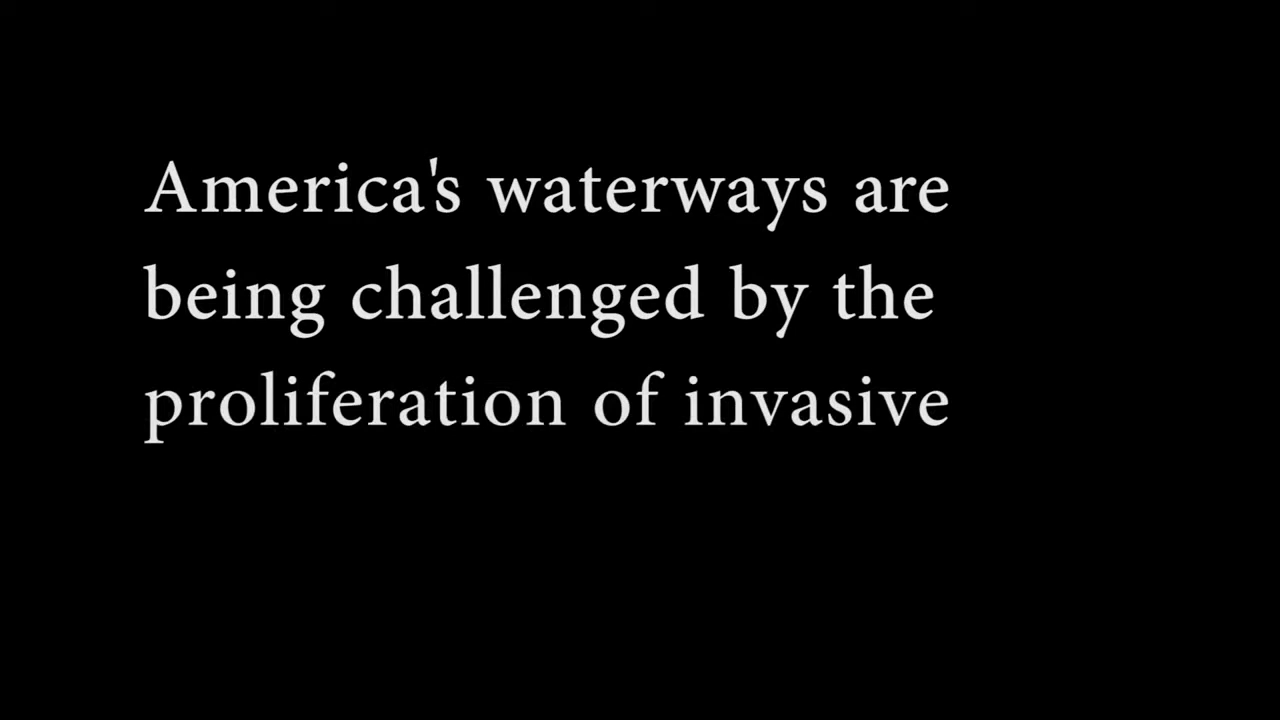 America's waterways are
being challenged by the
proliferation of invasive